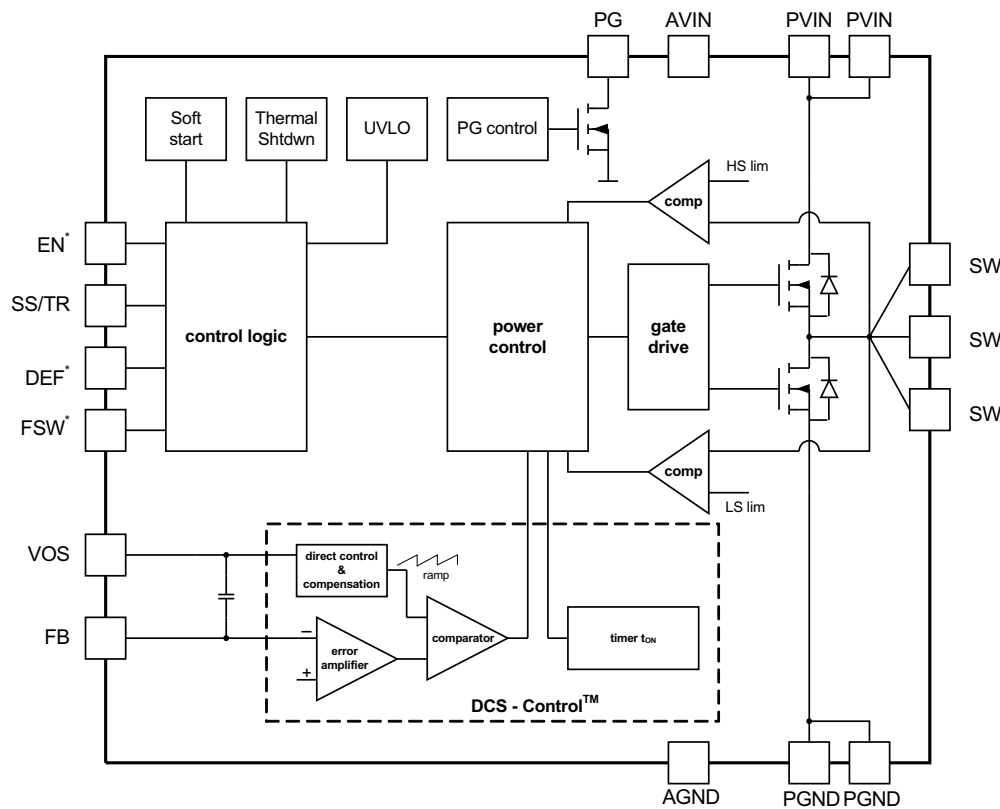 PG
AVIN
PVIN
PVIN
Soft
start
Thermal
Shtdwn
UVLO
PG control
HS lim
comp
EN*
SS/TR
DEF*
FSW*
control logic
power
control
gate
drive
SW
SW
SW
comp
LS lim
VOS
FB
direct control
&
compensation
ramp
−
+
error
amplifier
comparator
timer tON
DCS - Control™
AGND
PGND
PGND